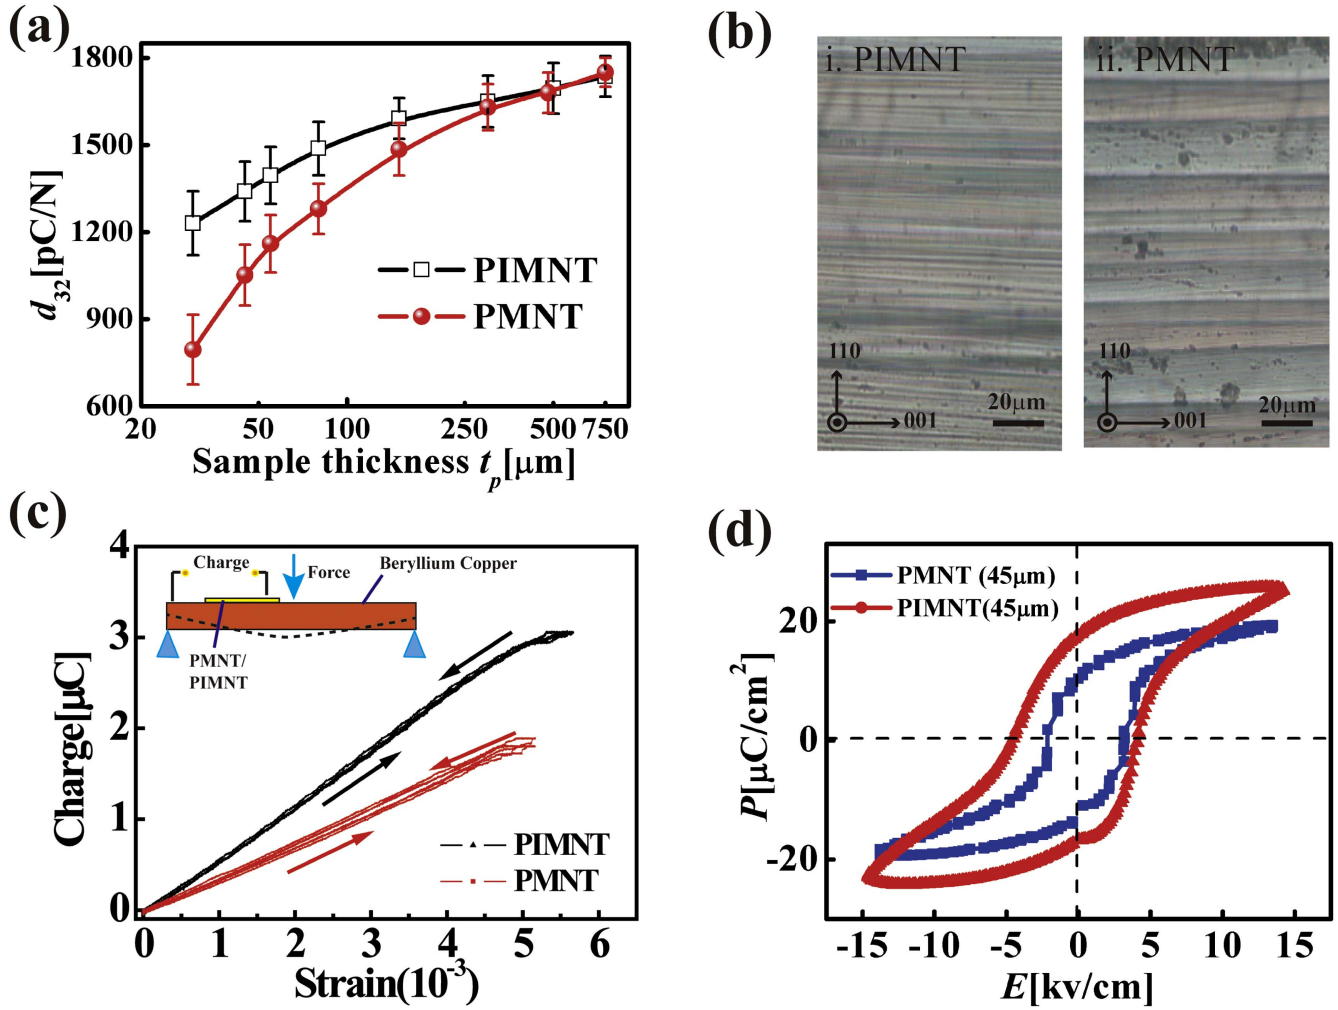 (a)
1800
1500
1200
900
600
d32[pC/N]
PIMNT
PMNT
20 50 100 250 500 750
Sample thickness tp[μm]
(b)
i. PIMNT
110
001
20μm
ii. PMNT
110
001
20μm
(c)
4
3
2
1
0
Charge[μC]
Charge
Force
Beryllium Copper
PMNT/
PIMNT
PIMNT
PMNT
0 1 2 3 4 5 6
Strain(10-3)
(d)
PMNT (45μm)
PIMNT(45μm)
20
0
-20
P[μC/cm2]
-15 -10 -5 0 5 10 15
E[kv/cm]